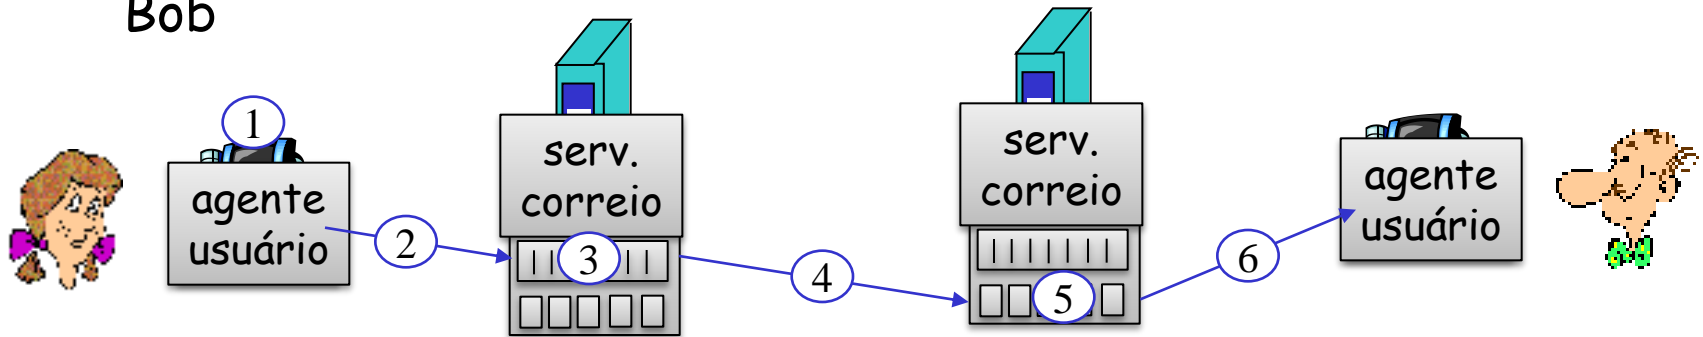 Bob
1
agente
usuário
2
serv.
correio
3
4
serv.
correio
5
6
agente
usuário